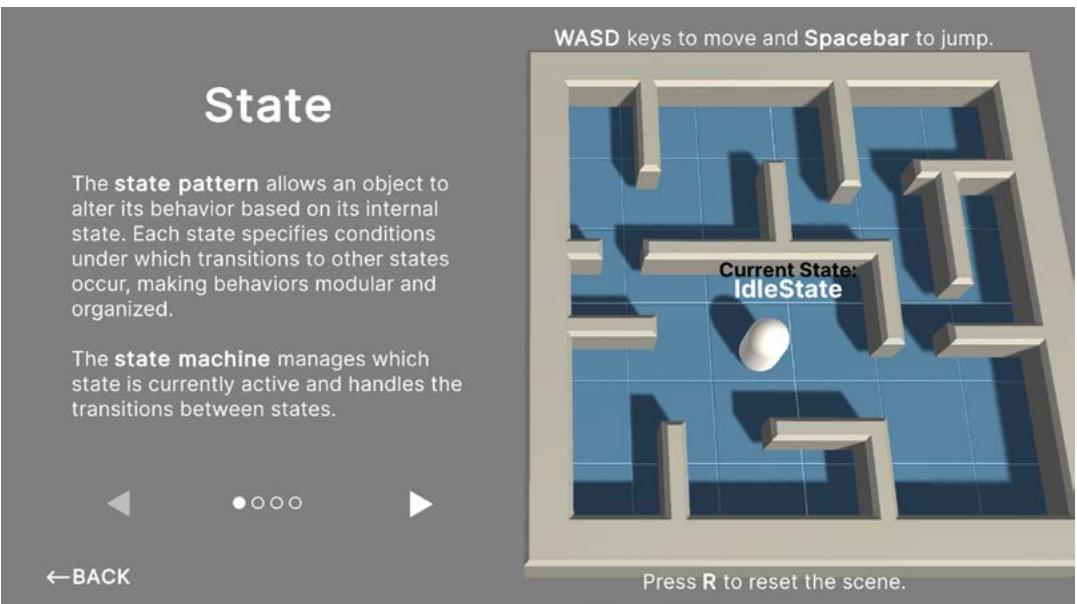 WASD keys to move and Spacebar to jump.
State
The state pattern allows an object to
alter its behavior based on its internal
state. Each state specifies conditions
under which transitions to other states
occur, making behaviors modular and
organized.
The state machine manages which
state is currently active and handles the
transitions between states.
Current State:
IdleState
←BACK
Press R to reset the scene.